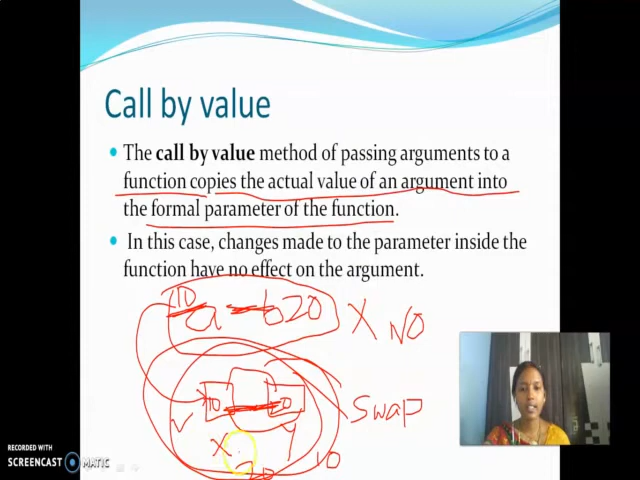 Call by value
The call by value method of passing arguments to a
function copies the actual value of an argument into
the formal parameter of the function.
In this case, changes made to the parameter inside the
function have no effect on the argument.
10
a b 20 X NO
10 20 swap
x y 10
20
RECORDED WITH
SCREENCAST MATIC